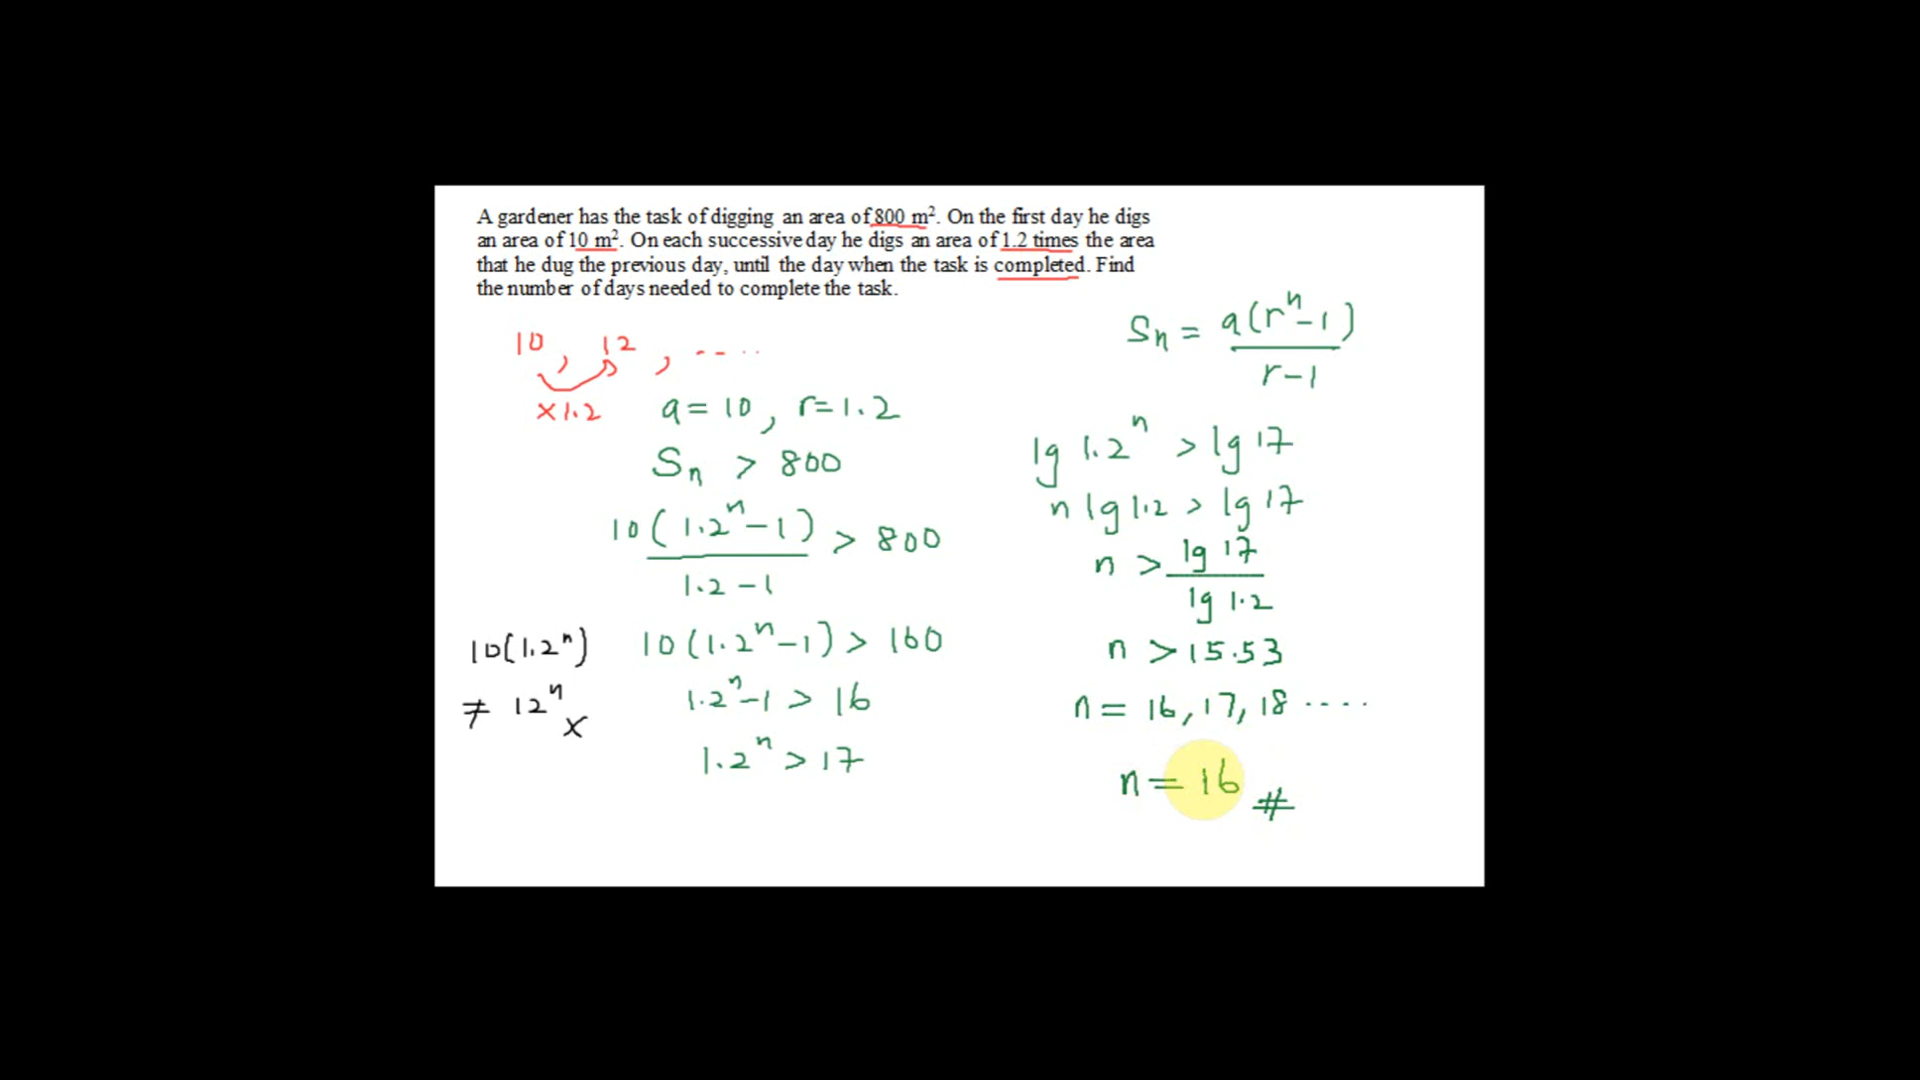 A gardener has the task of digging an area of 800 m². On the first day he digs
an area of 10 m². On each successive day he digs an area of 1.2 times the area
that he dug the previous day, until the day when the task is completed. Find
the number of days needed to complete the task.
10, 12, ----
×1.2
a = 10, r = 1.2
Sn > 800
10(1.2ⁿ-1)
1.2-1
> 800
10(1.2ⁿ-1) > 160
1.2ⁿ-1 > 16
1.2ⁿ > 17
10(1.2ⁿ)
≠ 12ⁿ x
Sn = a(rⁿ-1)
r-1
lg 1.2ⁿ > lg 17
n lg 1.2 > lg 17
n > lg 17
lg 1.2
n > 15.53
n = 16, 17, 18 ....
n = 16 #